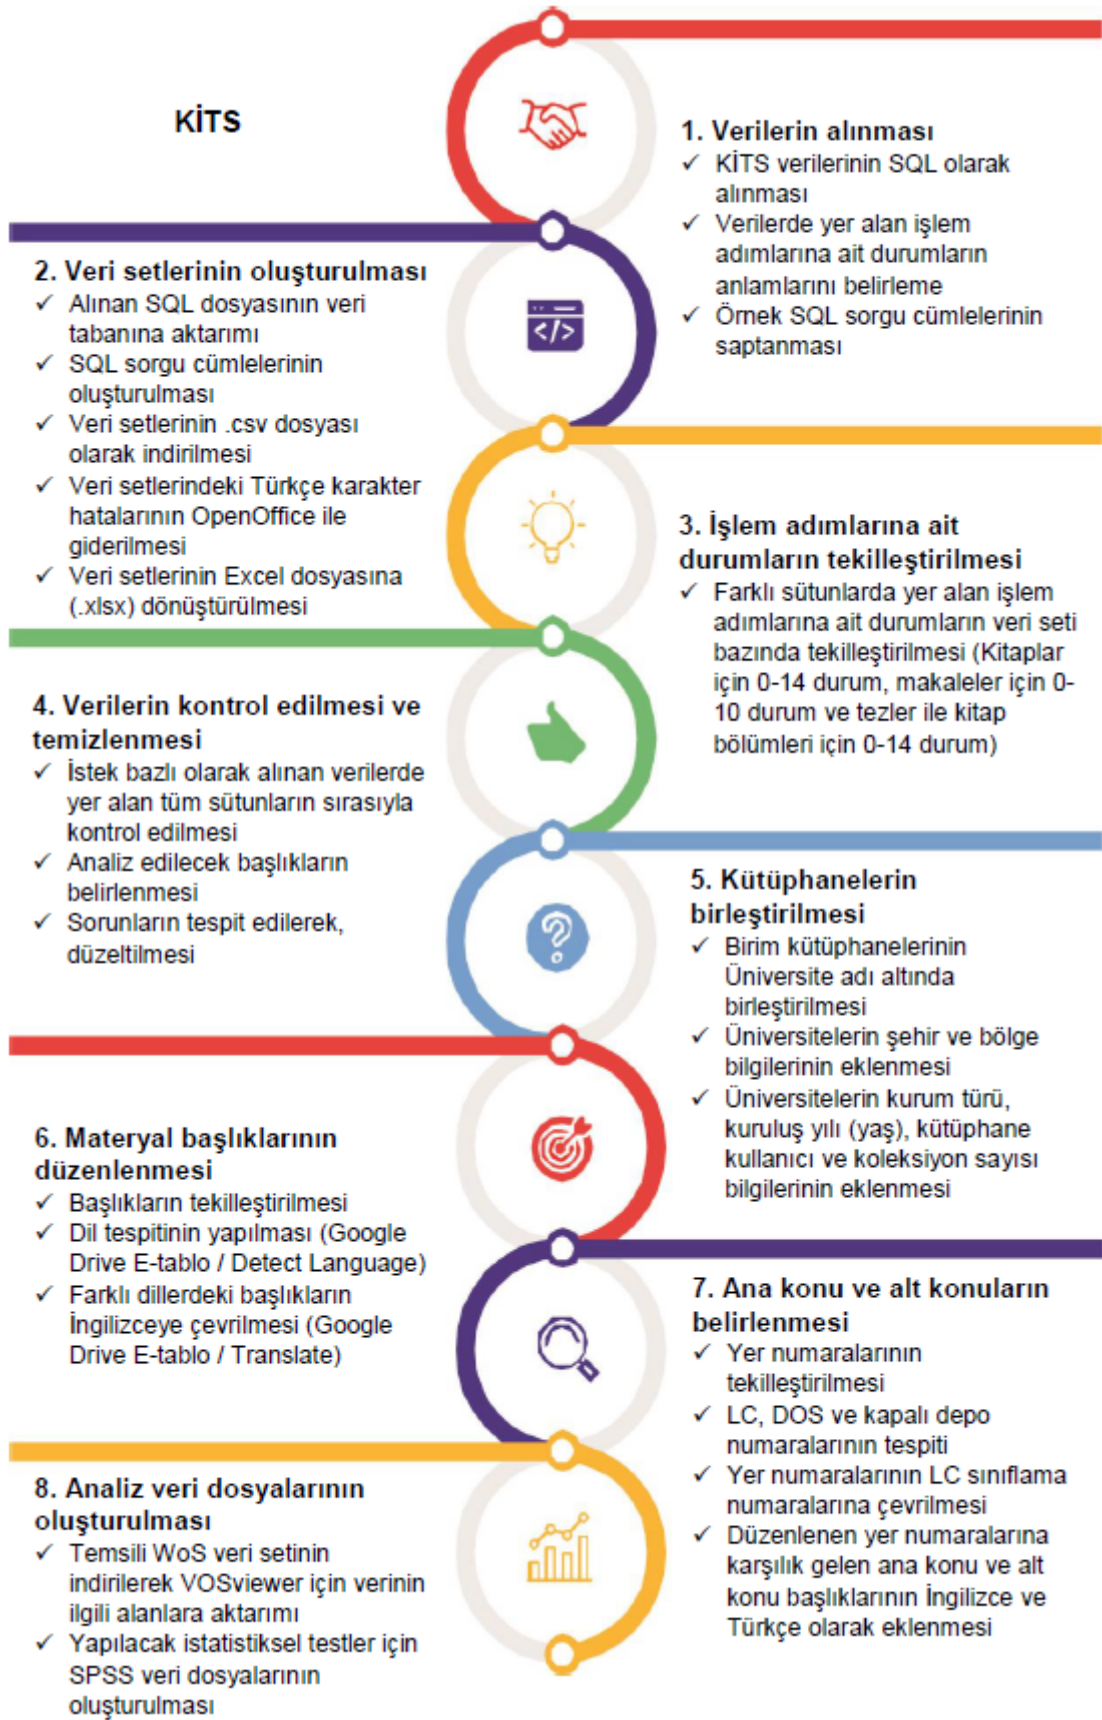 KİTS
1. Verilerin alınması
✓ KİTS verilerinin SQL olarak
alınması
✓ Verilerde yer alan işlem
adımlarına ait durumların
anlamlarını belirleme
✓ Örnek SQL sorgu cümlelerinin
saptanması
2. Veri setlerinin oluşturulması
✓ Alınan SQL dosyasının veri
tabanına aktarımı
✓ SQL sorgu cümlelerinin
oluşturulması
✓ Veri setlerinin .csv dosyası
olarak indirilmesi
✓ Veri setlerindeki Türkçe karakter
hatalarının OpenOffice ile
giderilmesi
✓ Veri setlerinin Excel dosyasına
(.xlsx) dönüştürülmesi
</>
3. İşlem adımlarına ait
durumların tekilleştirilmesi
✓ Farklı sütunlarda yer alan işlem
adımlarına ait durumların veri seti
bazında tekilleştirilmesi (Kitaplar
için 0-14 durum, makaleler için 0-
10 durum ve tezler ile kitap
bölümleri için 0-14 durum)
4. Verilerin kontrol edilmesi ve
temizlenmesi
✓ İstek bazlı olarak alınan verilerde
yer alan tüm sütunların sırasıyla
kontrol edilmesi
✓ Analiz edilecek başlıkların
belirlenmesi
✓ Sorunların tespit edilerek,
düzeltilmesi
?
5. Kütüphanelerin
birleştirilmesi
✓ Birim kütüphanelerinin
Üniversite adı altında
birleştirilmesi
✓ Üniversitelerin şehir ve bölge
bilgilerinin eklenmesi
✓ Üniversitelerin kurum türü,
kuruluş yılı (yaş), kütüphane
kullanıcı ve koleksiyon sayısı
bilgilerinin eklenmesi
6. Materyal başlıklarının
düzenlenmesi
✓ Başlıkların tekilleştirilmesi
✓ Dil tespitinin yapılması (Google
Drive E-tablo / Detect Language)
✓ Farklı dillerdeki başlıkların
İngilizceye çevrilmesi (Google
Drive E-tablo / Translate)
7. Ana konu ve alt konuların
belirlenmesi
✓ Yer numaralarının
tekilleştirilmesi
✓ LC, DOS ve kapalı depo
numaralarının tespiti
✓ Yer numaralarının LC sınıflama
numaralarına çevrilmesi
✓ Düzenlenen yer numaralarına
karşılık gelen ana konu ve alt
konu başlıklarının İngilizce ve
Türkçe olarak eklenmesi
8. Analiz veri dosyalarının
oluşturulması
✓ Temsili WoS veri setinin
indirilerek VOSviewer için verinin
ilgili alanlara aktarımı
✓ Yapılacak istatistiksel testler için
SPSS veri dosyalarının
oluşturulması